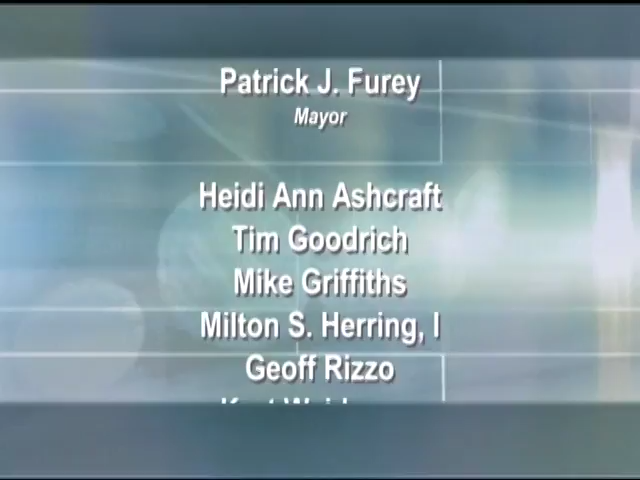 Patrick J. Furey
Mayor
Heidi Ann Ashcraft
Tim Goodrich
Mike Griffiths
Milton S. Herring, I
Geoff Rizzo